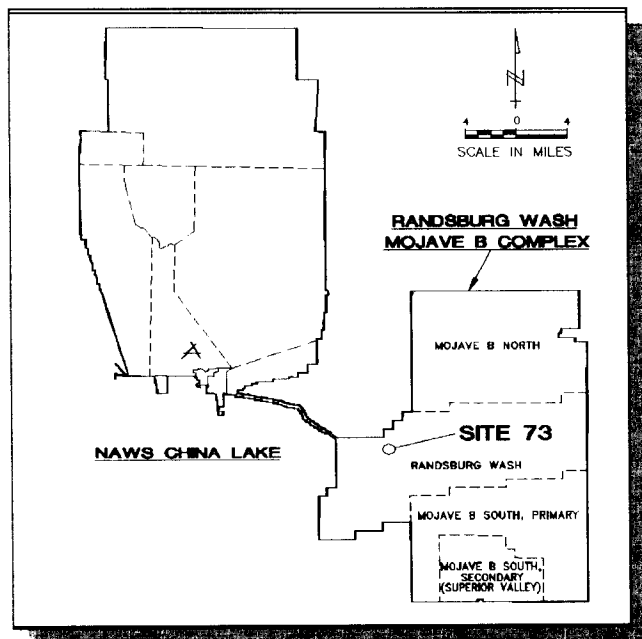 N
4 0 4
SCALE IN MILES
RANDSBURG WASH
MOJAVE B COMPLEX
MOJAVE B NORTH
SITE 73
NAWS CHINA LAKE
RANDSBURG WASH
MOJAVE B SOUTH, PRIMARY
MOJAVE B SOUTH,
SECONDARY
(SUPERIOR VALLEY)